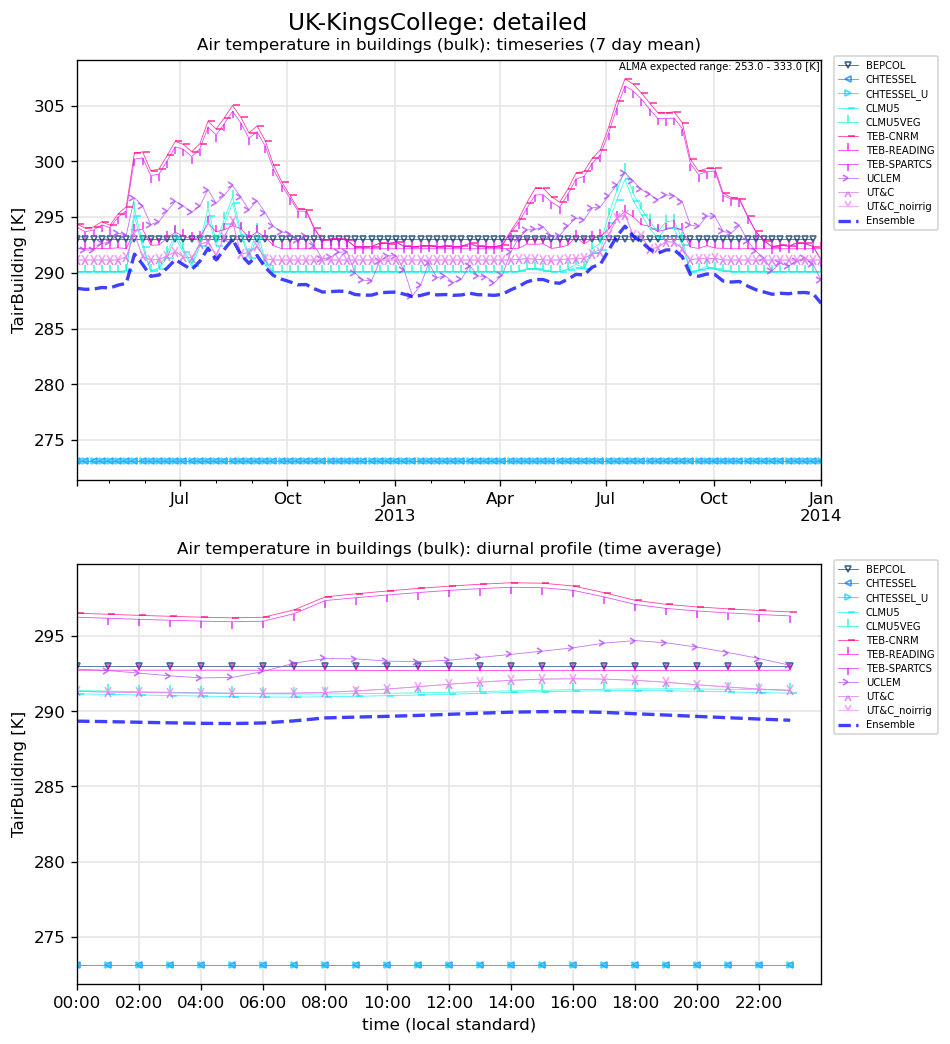 UK-KingsCollege: detailed
Air temperature in buildings (bulk): timeseries (7 day mean)
ALMA expected range: 253.0 - 333.0 [K]
TairBuilding [K]
305
300
295
290
285
280
275
Jul
Oct
Jan
2013
Apr
Jul
Oct
Jan
2014
BEPCOL
CHTESSEL
CHTESSEL_U
CLMU5
CLMU5VEG
TEB-CNRM
TEB-READING
TEB-SPARTCS
UCLEM
UT&C
UT&C_noirrig
Ensemble
Air temperature in buildings (bulk): diurnal profile (time average)
TairBuilding [K]
295
290
285
280
275
00:00
02:00
04:00
06:00
08:00
10:00
12:00
14:00
16:00
18:00
20:00
22:00
time (local standard)
BEPCOL
CHTESSEL
CHTESSEL_U
CLMU5
CLMU5VEG
TEB-CNRM
TEB-READING
TEB-SPARTCS
UCLEM
UT&C
UT&C_noirrig
Ensemble